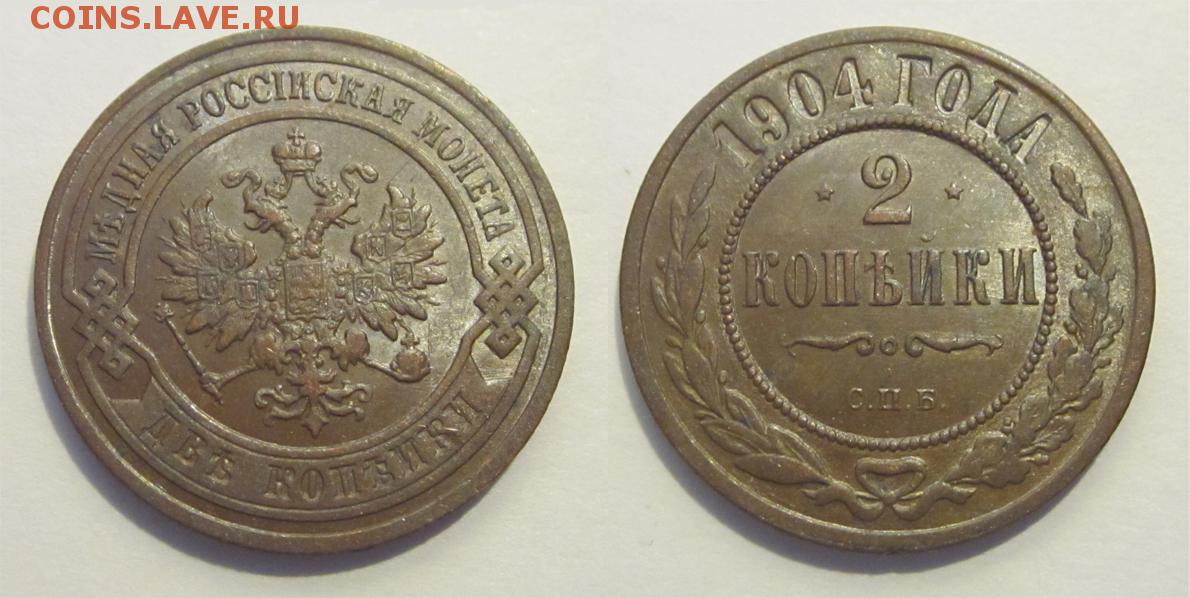 COINS.LAVE.RU
МѢДНАЯ РОССІЙСКАЯ МОНЕТА
ДВѢ КОПѢЙКИ
1904 ГОДА
2
КОПѢЙКИ
С.П.Б.